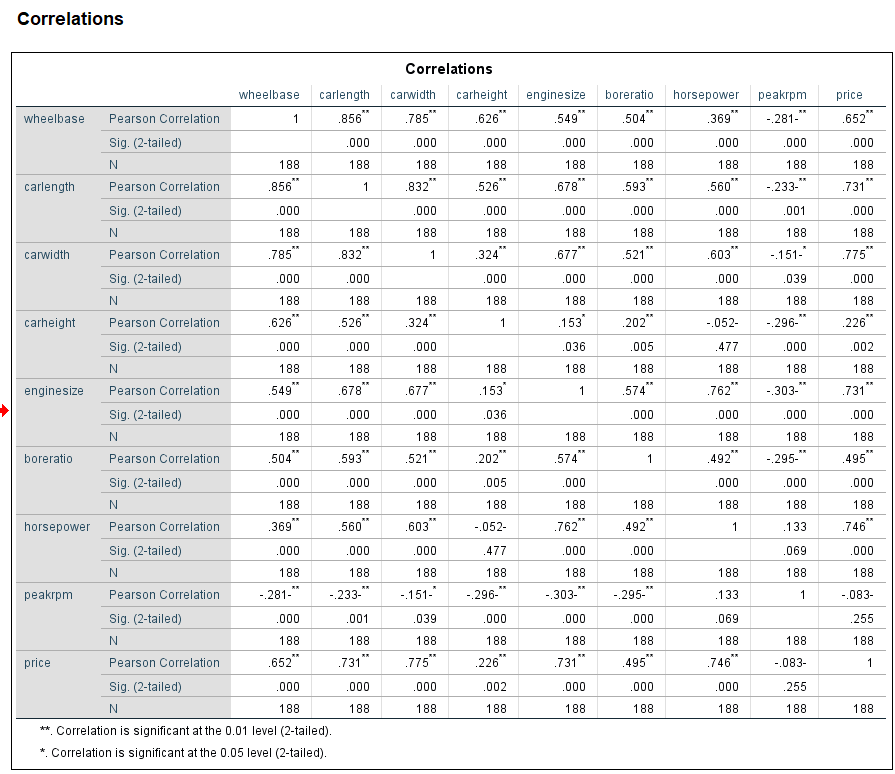 Correlations
Correlations
wheelbase carlength carwidth carheight enginesize boreratio horsepower peakrpm price
wheelbase Pearson Correlation 1 .856** .785** .626** .549** .504** .369** -.281-** .652**
Sig. (2-tailed) .000 .000 .000 .000 .000 .000 .000 .000
N 188 188 188 188 188 188 188 188 188
carlength Pearson Correlation .856** 1 .832** .526** .678** .593** .560** -.233-** .731**
Sig. (2-tailed) .000 .000 .000 .000 .000 .000 .001 .000
N 188 188 188 188 188 188 188 188 188
carwidth Pearson Correlation .785** .832** 1 .324** .677** .521** .603** -.151-* .775**
Sig. (2-tailed) .000 .000 .000 .000 .000 .000 .039 .000
N 188 188 188 188 188 188 188 188 188
carheight Pearson Correlation .626** .526** .324** 1 .153* .202** -.052- -.296-** .226**
Sig. (2-tailed) .000 .000 .000 .036 .005 .477 .000 .002
N 188 188 188 188 188 188 188 188 188
enginesize Pearson Correlation .549** .678** .677** .153* 1 .574** .762** -.303-** .731**
Sig. (2-tailed) .000 .000 .000 .036 .000 .000 .000 .000
N 188 188 188 188 188 188 188 188 188
boreratio Pearson Correlation .504** .593** .521** .202** .574** 1 .492** -.295-** .495**
Sig. (2-tailed) .000 .000 .000 .005 .000 .000 .000 .000
N 188 188 188 188 188 188 188 188 188
horsepower Pearson Correlation .369** .560** .603** -.052- .762** .492** 1 .133 .746**
Sig. (2-tailed) .000 .000 .000 .477 .000 .000 .069 .000
N 188 188 188 188 188 188 188 188 188
peakrpm Pearson Correlation -.281-** -.233-** -.151-* -.296-** -.303-** -.295-** .133 1 -.083-
Sig. (2-tailed) .000 .001 .039 .000 .000 .000 .069 .255
N 188 188 188 188 188 188 188 188 188
price Pearson Correlation .652** .731** .775** .226** .731** .495** .746** -.083- 1
Sig. (2-tailed) .000 .000 .000 .002 .000 .000 .000 .255
N 188 188 188 188 188 188 188 188 188
**. Correlation is significant at the 0.01 level (2-tailed).
*. Correlation is significant at the 0.05 level (2-tailed).